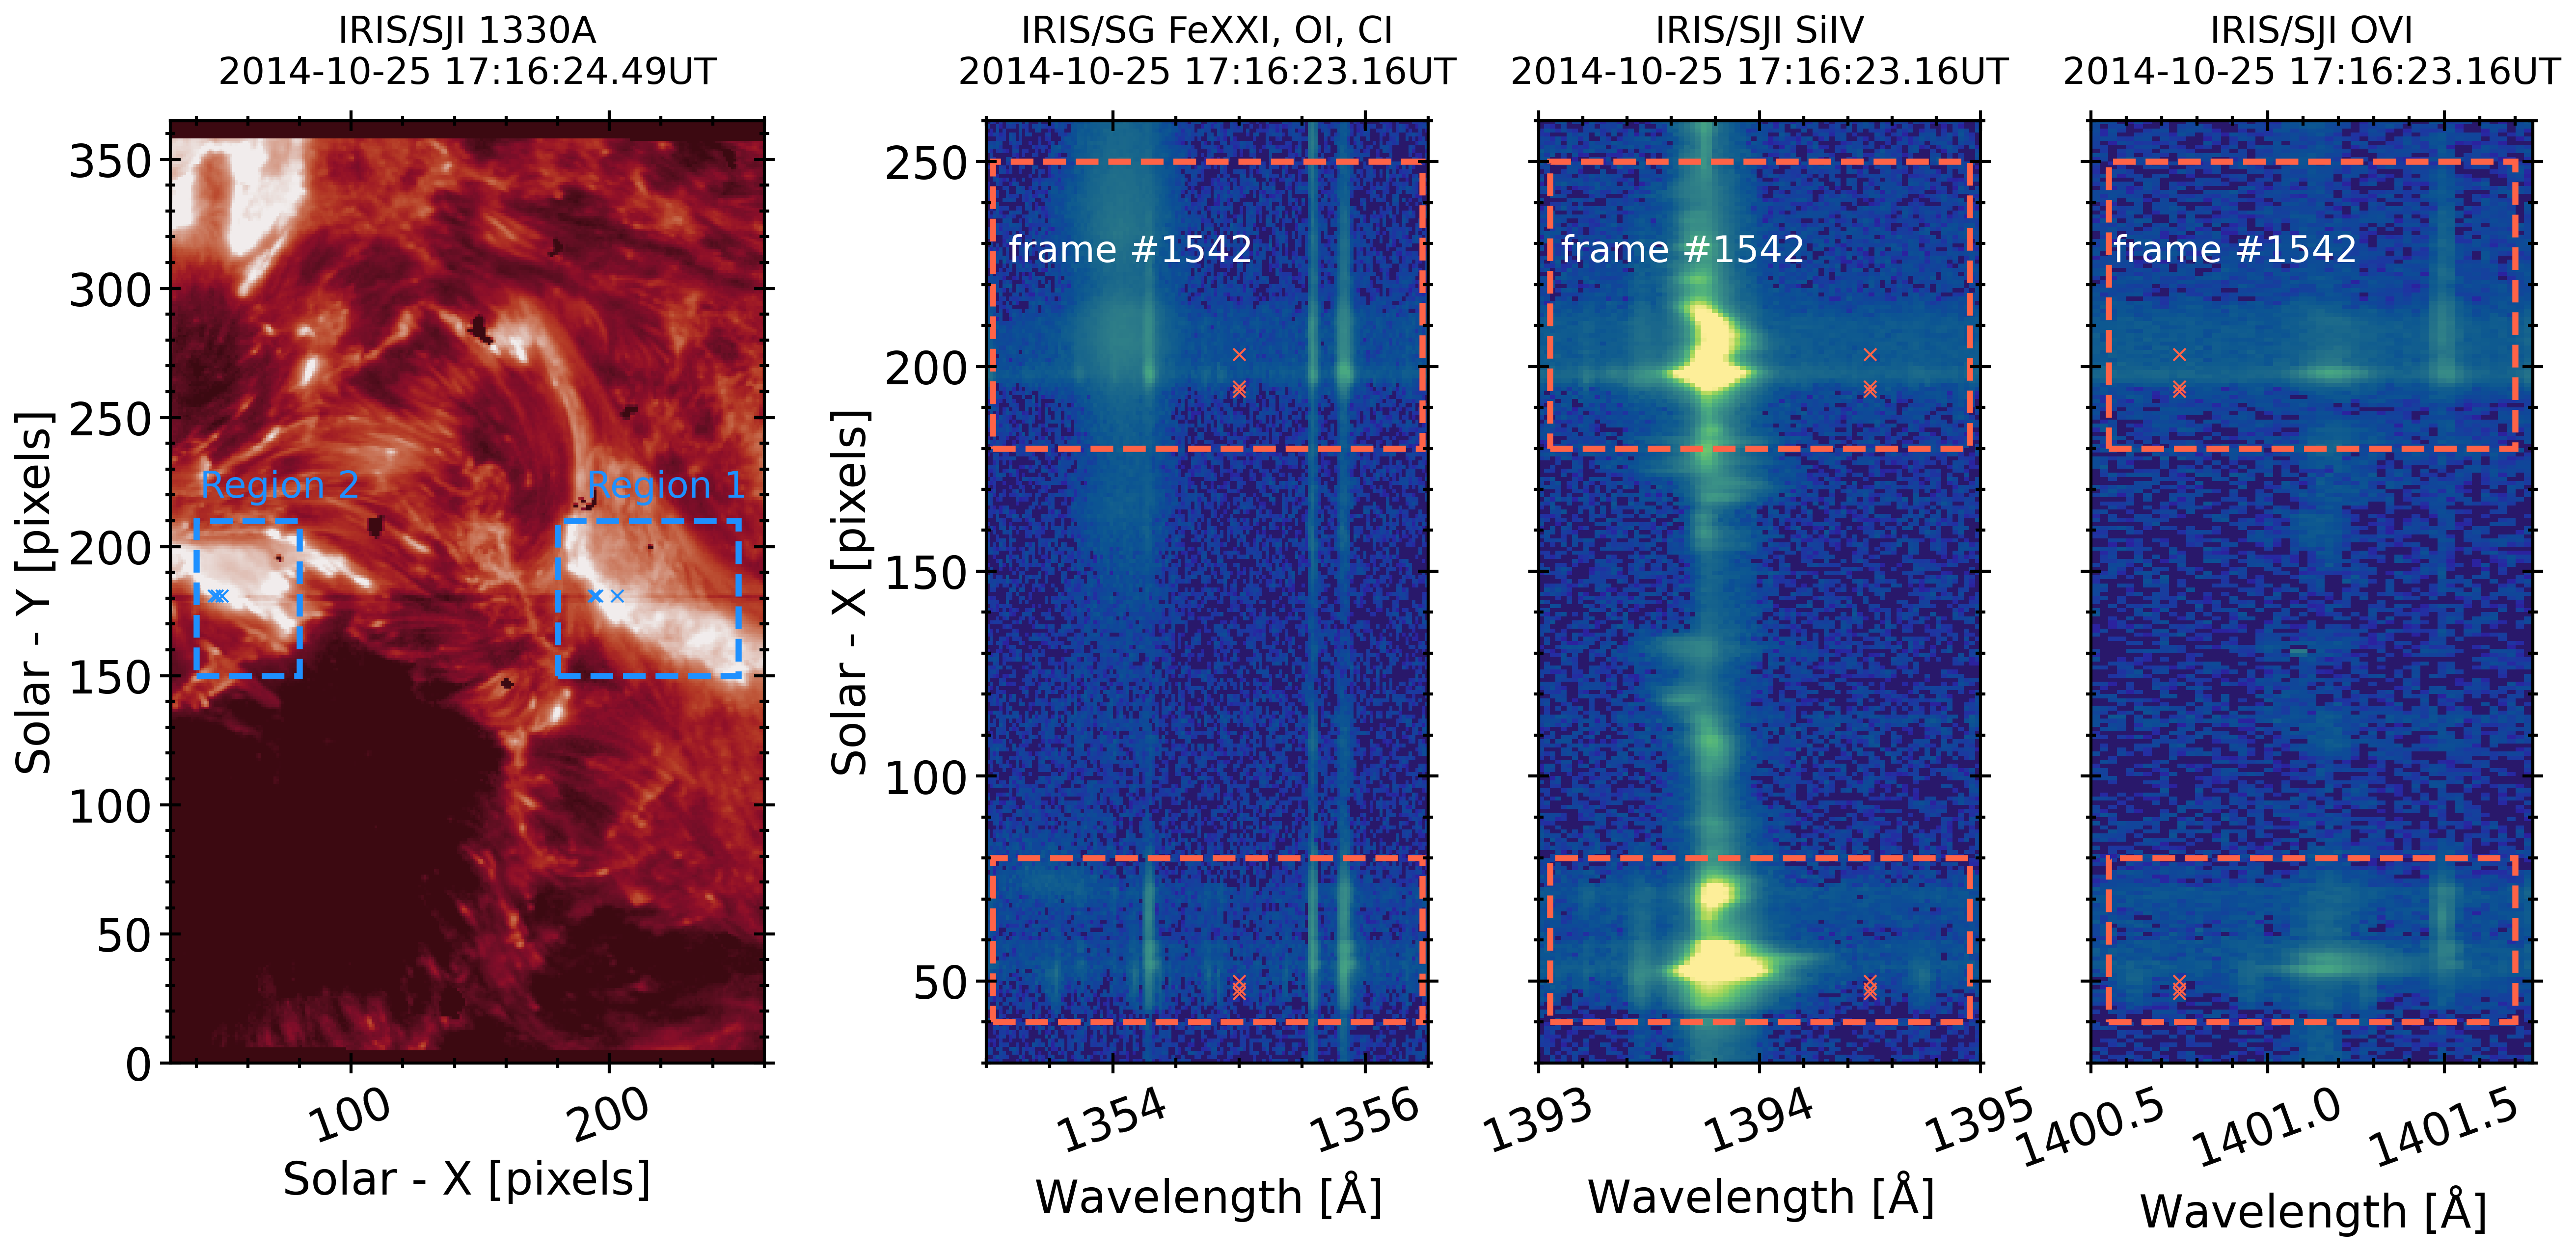 IRIS/SJI 1330A
2014-10-25 17:16:24.49UT
IRIS/SG FeXXI, OI, CI
2014-10-25 17:16:23.16UT
IRIS/SJI SiIV
2014-10-25 17:16:23.16UT
IRIS/SJI OVI
2014-10-25 17:16:23.16UT
Solar - Y [pixels]
350
300
250
200
150
100
50
0
Region 2
Region 1
100
200
Solar - X [pixels]
Solar - X [pixels]
250
200
150
100
50
frame #1542
1354
1356
Wavelength [Å]
frame #1542
1393
1394
1395
Wavelength [Å]
frame #1542
1400.5
1401.0
1401.5
Wavelength [Å]